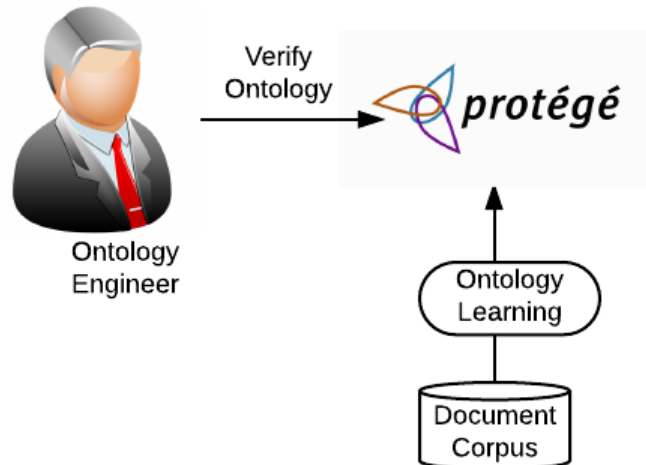 Verify
Ontology
protégé
Ontology
Engineer
Ontology
Learning
Document
Corpus